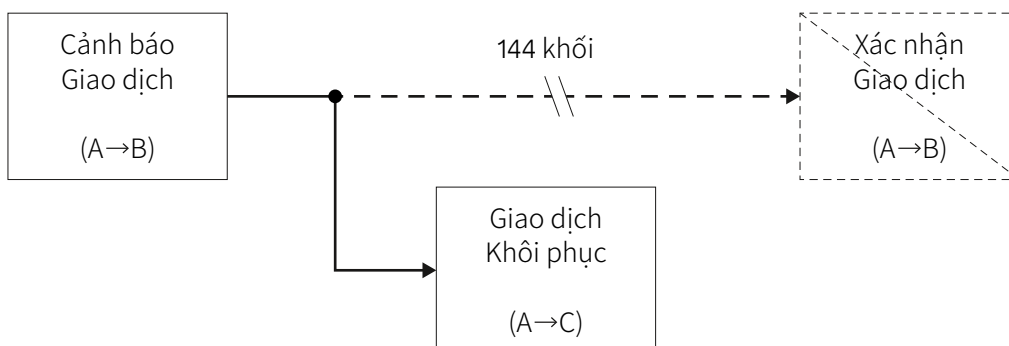 Cảnh báo
Giao dịch
(A→B)
144 khối
Xác nhận
Giao dịch
(A→B)
Giao dịch
Khôi phục
(A→C)